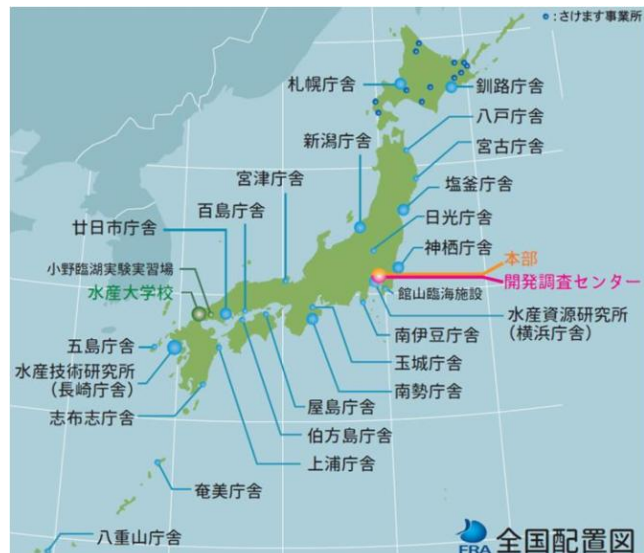 ●:さけます事業所
札幌庁舎
釧路庁舎
八戸庁舎
新潟庁舎
宮古庁舎
宮津庁舎
塩釜庁舎
百島庁舎
廿日市庁舎
日光庁舎
神栖庁舎
本部
小野臨湖実験実習場
開発調査センター
水産大学校
館山臨海施設
水産資源研究所
(横浜庁舎)
南伊豆庁舎
五島庁舎
玉城庁舎
水産技術研究所
(長崎庁舎)
南勢庁舎
志布志庁舎
屋島庁舎
伯方島庁舎
上浦庁舎
奄美庁舎
八重山庁舎
FRA 全国配置図